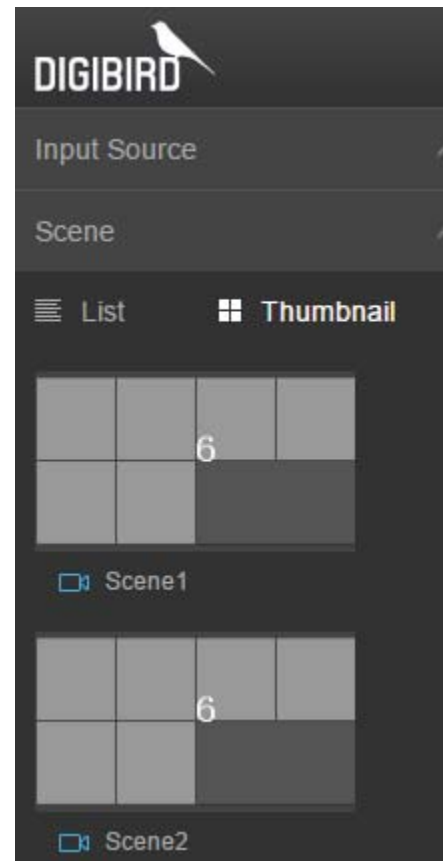 DIGIBIRD
Input Source
Scene
List Thumbnail
6
Scene1
6
Scene2